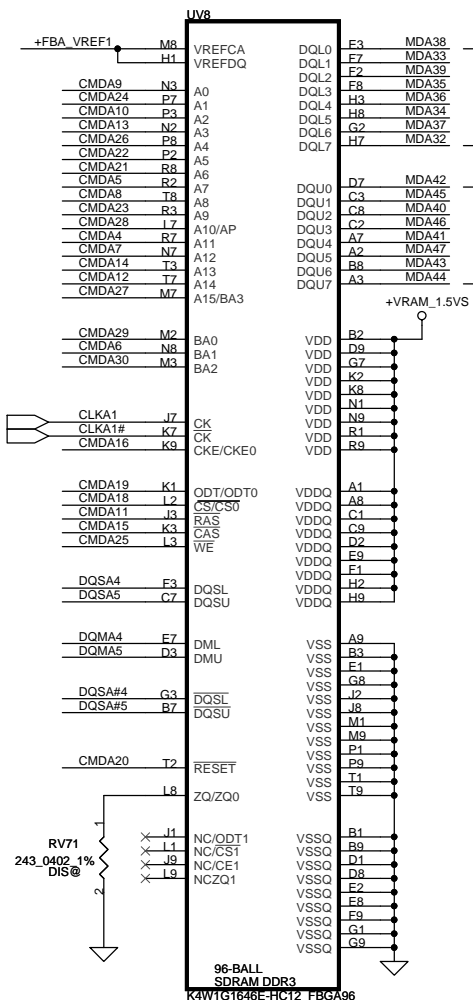 UV8
+FBA_VREF1
M8 VREFCA
H1 VREFDQ
CMDA9 N3 A0
CMDA24 P7 A1
CMDA10 P3 A2
CMDA13 N2 A3
CMDA26 P8 A4
CMDA22 P2 A5
CMDA21 R8 A6
CMDA5 R2 A7
CMDA8 T8 A8
CMDA23 R3 A9
CMDA28 L7 A10/AP
CMDA4 R7 A11
CMDA7 N7 A12
CMDA14 T3 A13
CMDA12 T7 A14
CMDA27 M7 A15/BA3
CMDA29 M2 BA0
CMDA6 N8 BA1
CMDA30 M3 BA2
CLKA1 J7 CK
CLKA1# K7 CK
CMDA16 K9 CKE/CKE0
CMDA19 K1 ODT/ODT0
CMDA18 L2 CS/CS0
CMDA11 J3 RAS
CMDA15 K3 CAS
CMDA25 L3 WE
DQSA4 F3 DQSL
DQSA5 C7 DQSU
DQMA4 E7 DML
DQMA5 D3 DMU
DQSA#4 G3 DQSL
DQSA#5 B7 DQSU
CMDA20 T2 RESET
L8 ZQ/ZQ0
1
RV71
243_0402_1%
DIS@
2
J1 NC/ODT1
L1 NC/CS1
J9 NC/CE1
L9 NCZQ1
DQL0 E3 MDA38
DQL1 F7 MDA33
DQL2 F2 MDA39
DQL3 F8 MDA35
DQL4 H3 MDA36
DQL5 H8 MDA34
DQL6 G2 MDA37
DQL7 H7 MDA32
DQU0 D7 MDA42
DQU1 C3 MDA45
DQU2 C8 MDA40
DQU3 C2 MDA46
DQU4 A7 MDA41
DQU5 A2 MDA47
DQU6 B8 MDA43
DQU7 A3 MDA44
+VRAM_1.5VS
VDD B2
VDD D9
VDD G7
VDD K2
VDD K8
VDD N1
VDD N9
VDD R1
VDD R9
VDDQ A1
VDDQ A8
VDDQ C1
VDDQ C9
VDDQ D2
VDDQ E9
VDDQ F1
VDDQ H2
VDDQ H9
VSS A9
VSS B3
VSS E1
VSS G8
VSS J2
VSS J8
VSS M1
VSS M9
VSS P1
VSS P9
VSS T1
VSS T9
VSSQ B1
VSSQ B9
VSSQ D1
VSSQ D8
VSSQ E2
VSSQ E8
VSSQ F9
VSSQ G1
VSSQ G9
96-BALL
SDRAM DDR3
K4W1G1646E-HC12_FBGA96